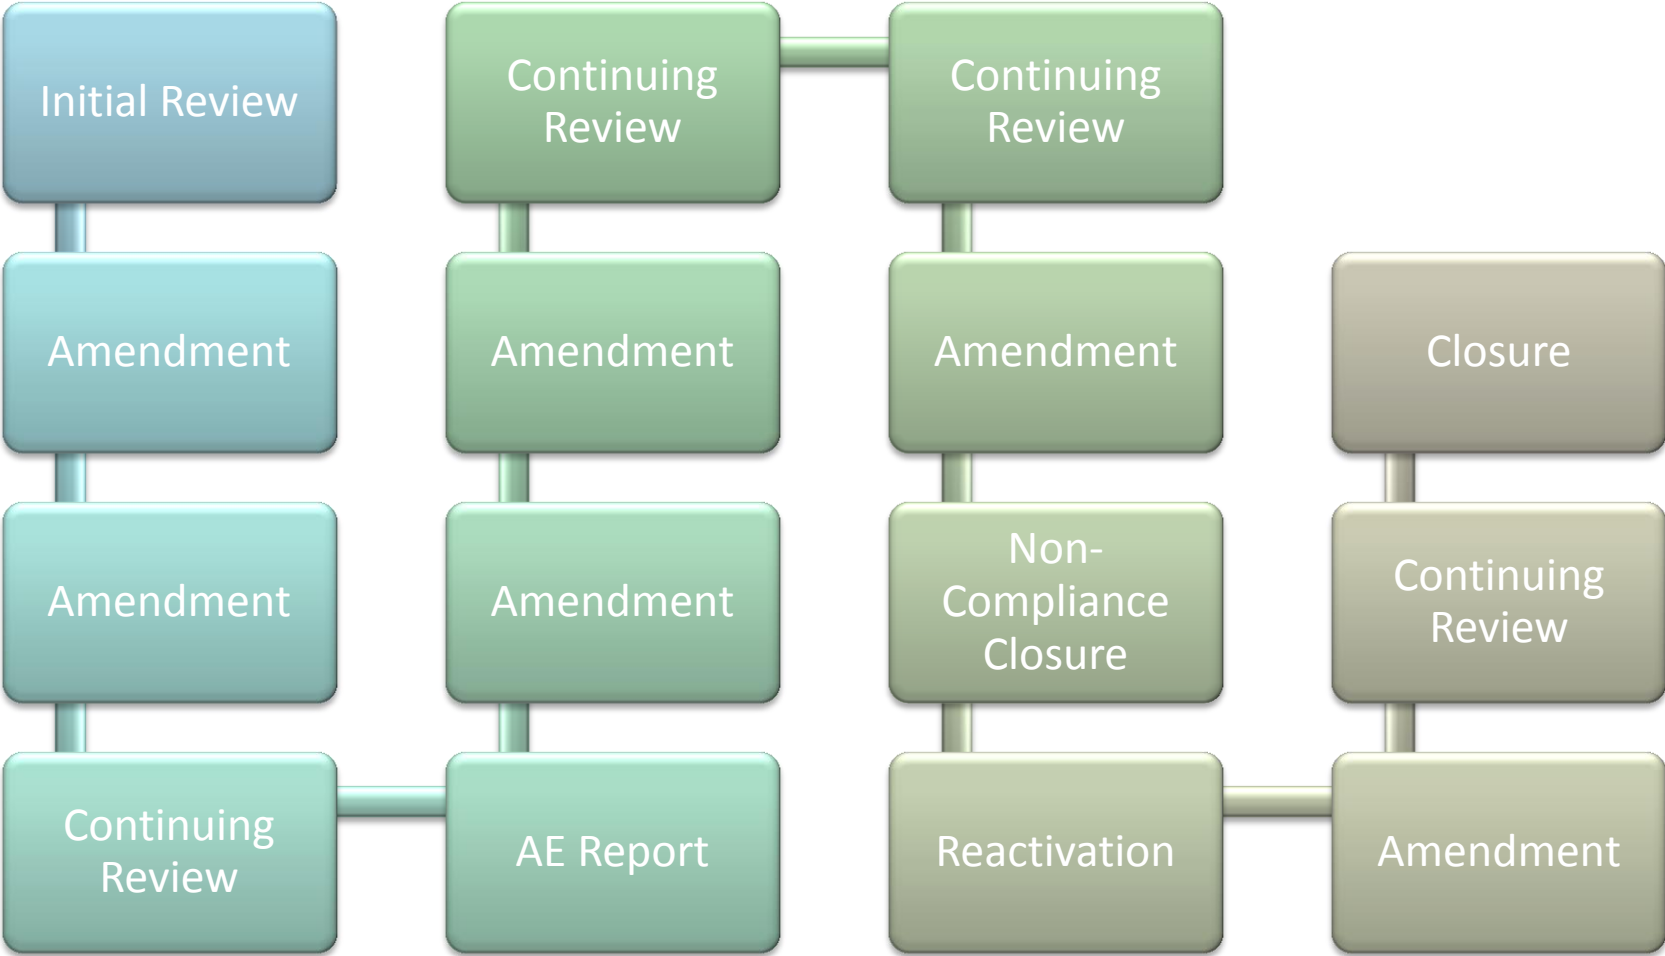 Initial Review
Amendment
Amendment
Continuing
Review
AE Report
Amendment
Amendment
Continuing
Review
Continuing
Review
Amendment
Non-
Compliance
Closure
Reactivation
Amendment
Continuing
Review
Closure